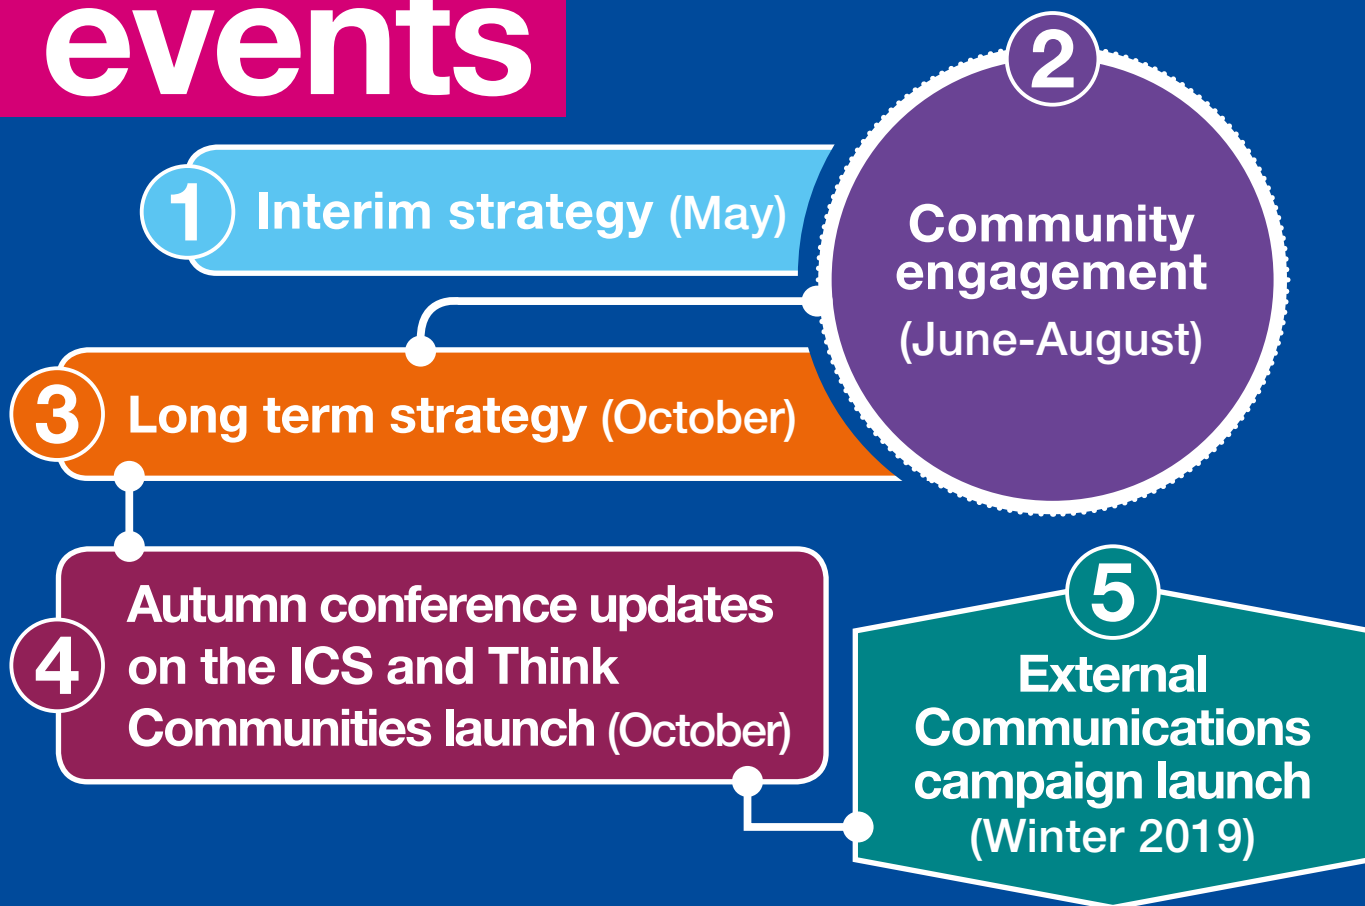 events
1
Interim strategy (May)
2
Community
engagement
(June-August)
3
Long term strategy (October)
4
Autumn conference updates
on the ICS and Think
Communities launch (October)
5
External
Communications
campaign launch
(Winter 2019)